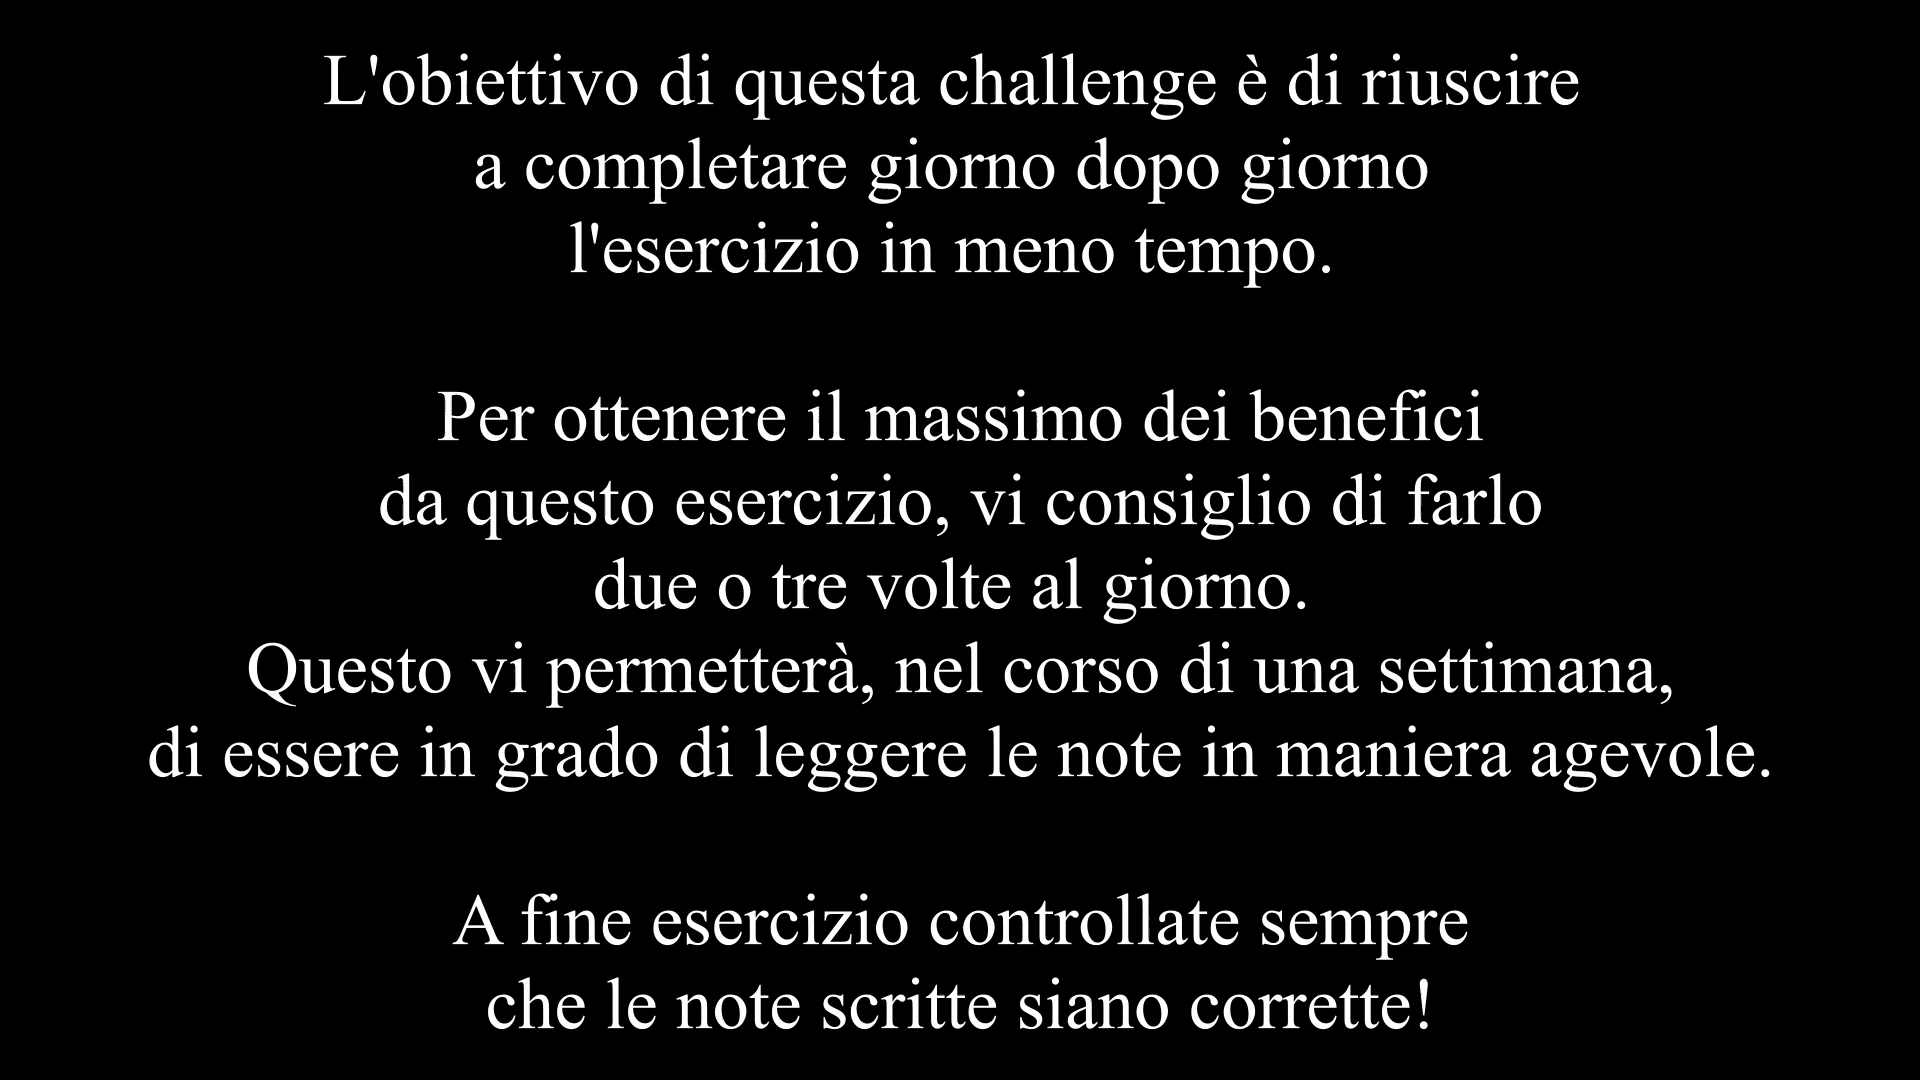 L'obiettivo di questa challenge è di riuscire
a completare giorno dopo giorno
l'esercizio in meno tempo.
Per ottenere il massimo dei benefici
da questo esercizio, vi consiglio di farlo
due o tre volte al giorno.
Questo vi permetterà, nel corso di una settimana,
di essere in grado di leggere le note in maniera agevole.
A fine esercizio controllate sempre
che le note scritte siano corrette!